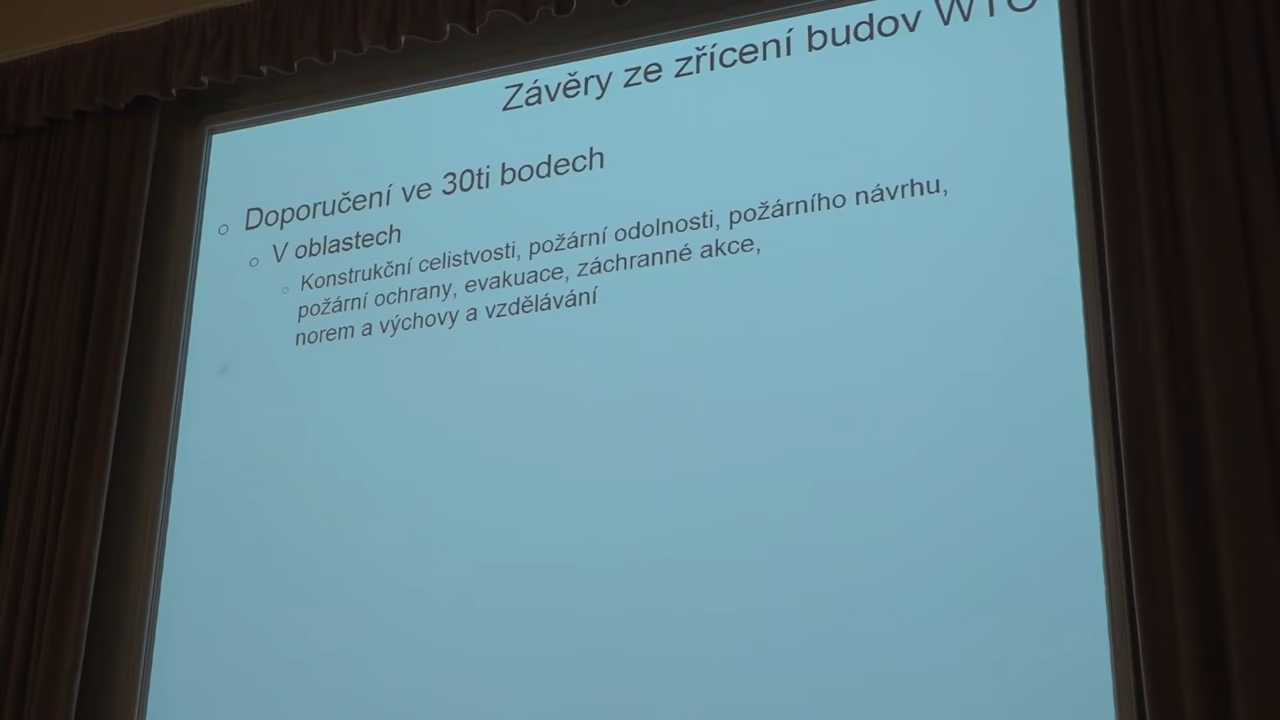 Závěry ze zřícení budov WTC
Doporučení ve 30ti bodech
V oblastech
Konstrukční celistvosti, požární odolnosti, požárního návrhu,
požární ochrany, evakuace, záchranné akce,
norem a výchovy a vzdělávání